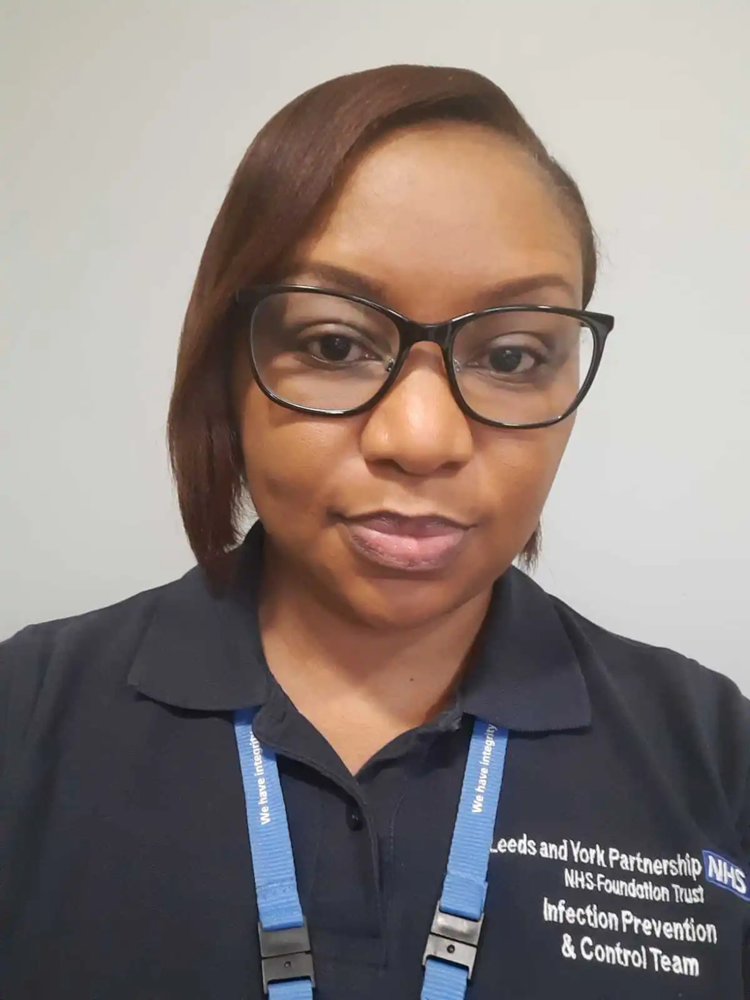 We have integrity
We have integrity
Leeds and York Partnership NHS
NHS Foundation Trust
Infection Prevention
& Control Team